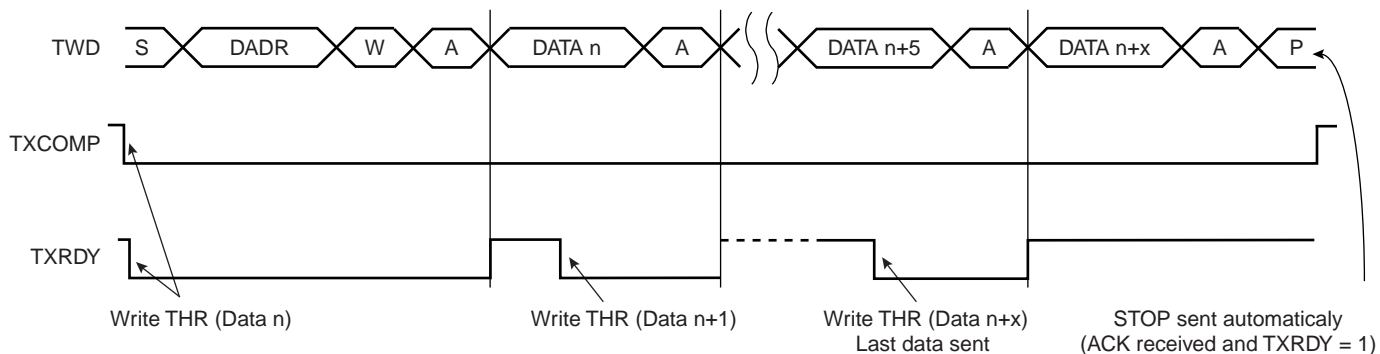 TWD S DADR W A DATA n A DATA n+5 A DATA n+x A P
TXCOMP
TXRDY
Write THR (Data n) Write THR (Data n+1) Write THR (Data n+x) STOP sent automaticaly
Last data sent (ACK received and TXRDY = 1)